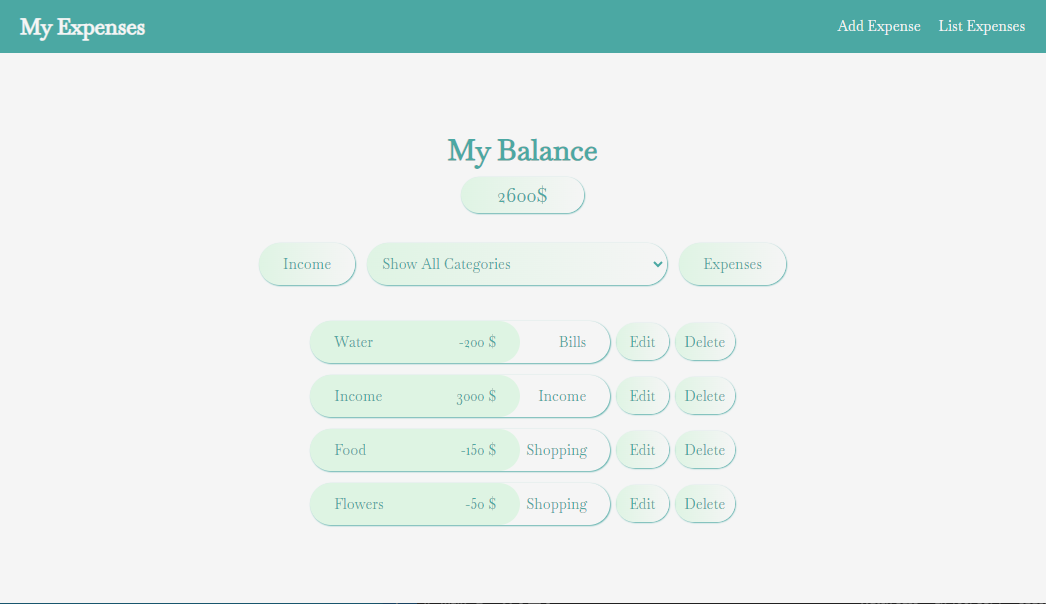 My Expenses
Add Expense List Expenses
My Balance
2600$
Income Show All Categories Expenses
Water -200 $ Bills Edit Delete
Income 3000 $ Income Edit Delete
Food -150 $ Shopping Edit Delete
Flowers -50 $ Shopping Edit Delete